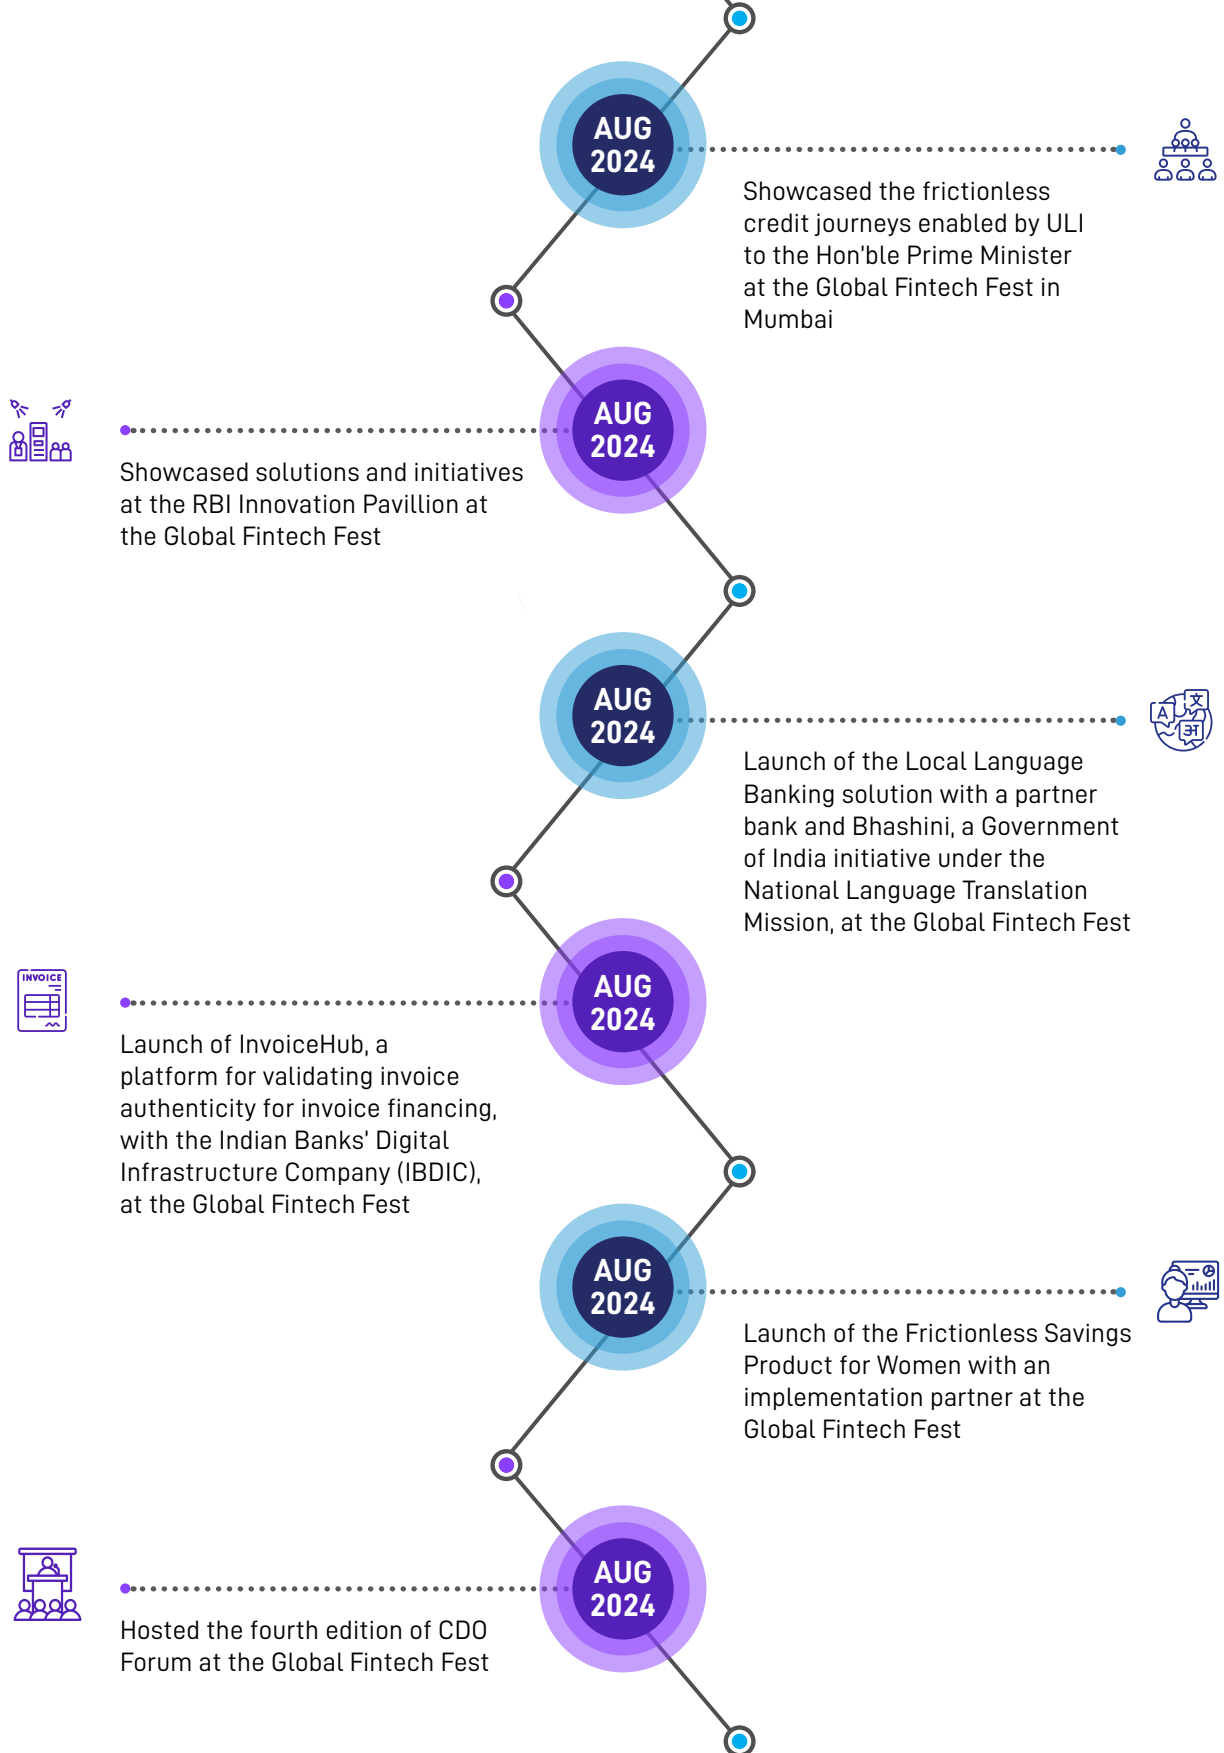 AUG
2024
Showcased the frictionless
credit journeys enabled by ULI
to the Hon'ble Prime Minister
at the Global Fintech Fest in
Mumbai
AUG
2024
Showcased solutions and initiatives
at the RBI Innovation Pavillion at
the Global Fintech Fest
AUG
2024
A
文
अ
Launch of the Local Language
Banking solution with a partner
bank and Bhashini, a Government
of India initiative under the
National Language Translation
Mission, at the Global Fintech Fest
INVOICE
AUG
2024
Launch of InvoiceHub, a
platform for validating invoice
authenticity for invoice financing,
with the Indian Banks' Digital
Infrastructure Company (IBDIC),
at the Global Fintech Fest
AUG
2024
Launch of the Frictionless Savings
Product for Women with an
implementation partner at the
Global Fintech Fest
AUG
2024
Hosted the fourth edition of CDO
Forum at the Global Fintech Fest